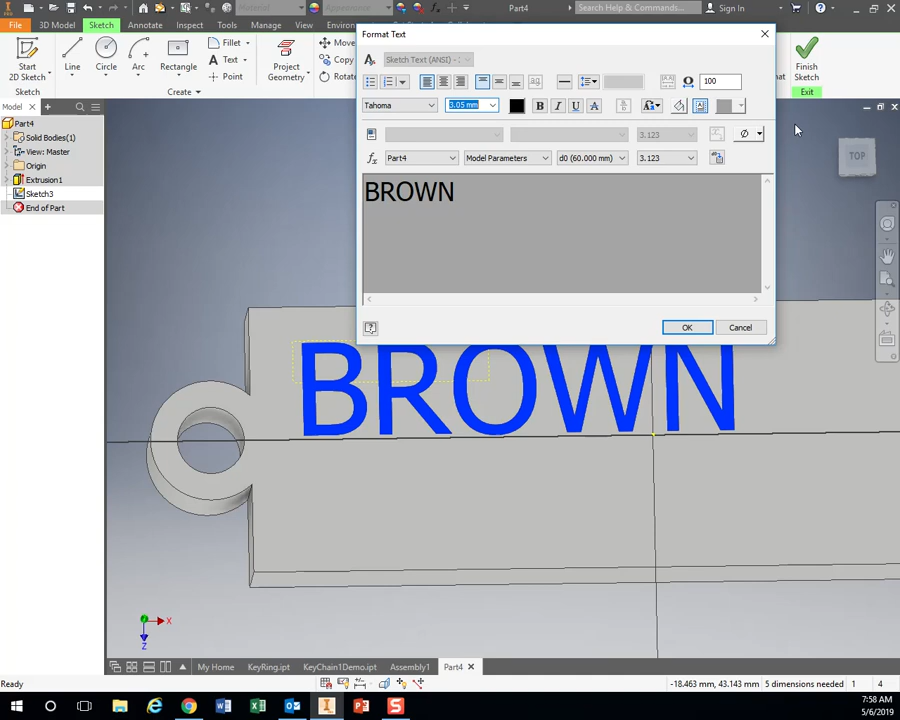 Material
Appearance
Part4
Search Help & Commands...
Sign In
File
3D Model
Sketch
Annotate
Inspect
Tools
Manage
View
Environments
Start
2D Sketch
Line
Circle
Arc
Rectangle
Fillet
Text
Point
Project
Geometry
Move
Copy
Rotate
Finish
Sketch
Sketch
Create
Exit
Format Text
Sketch Text (ANSI)
100
Tahoma
3.05 mm
3.123
Part4
Model Parameters
d0 (60.000 mm)
3.123
BROWN
OK
Cancel
Model
Part4
Solid Bodies(1)
View: Master
Origin
Extrusion1
Sketch3
End of Part
TOP
BROWN
X
Z
My Home
KeyRing.ipt
KeyChain1Demo.ipt
Assembly1
Part4
Ready
-18.463 mm, 43.143 mm
5 dimensions needed
1
4
7:58 AM
5/6/2019